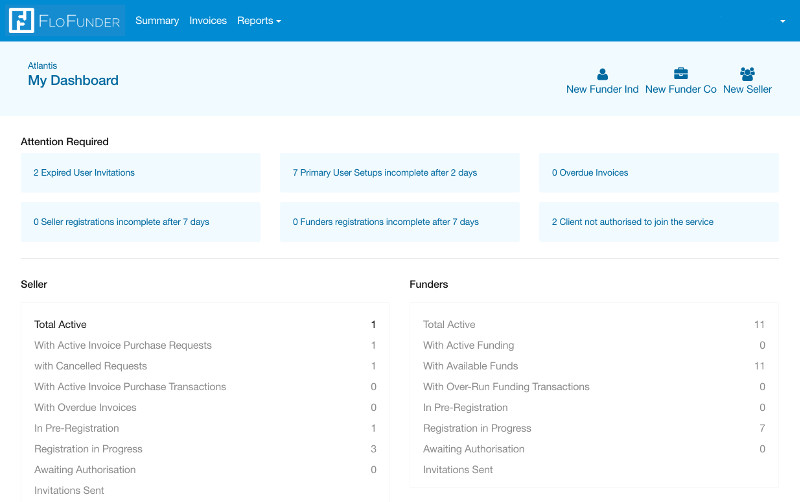 FLOFUNDER Summary Invoices Reports
Atlantis
My Dashboard
New Funder Ind New Funder Co New Seller
Attention Required
2 Expired User Invitations
7 Primary User Setups incomplete after 2 days
0 Overdue Invoices
0 Seller registrations incomplete after 7 days
0 Funders registrations incomplete after 7 days
2 Client not authorised to join the service
Seller
Total Active 1
With Active Invoice Purchase Requests 1
with Cancelled Requests 1
With Active Invoice Purchase Transactions 0
With Overdue Invoices 0
In Pre-Registration 1
Registration in Progress 3
Awaiting Authorisation 0
Invitations Sent
Funders
Total Active 11
With Active Funding 0
With Available Funds 11
With Over-Run Funding Transactions 0
In Pre-Registration 0
Registration in Progress 7
Awaiting Authorisation 0
Invitations Sent